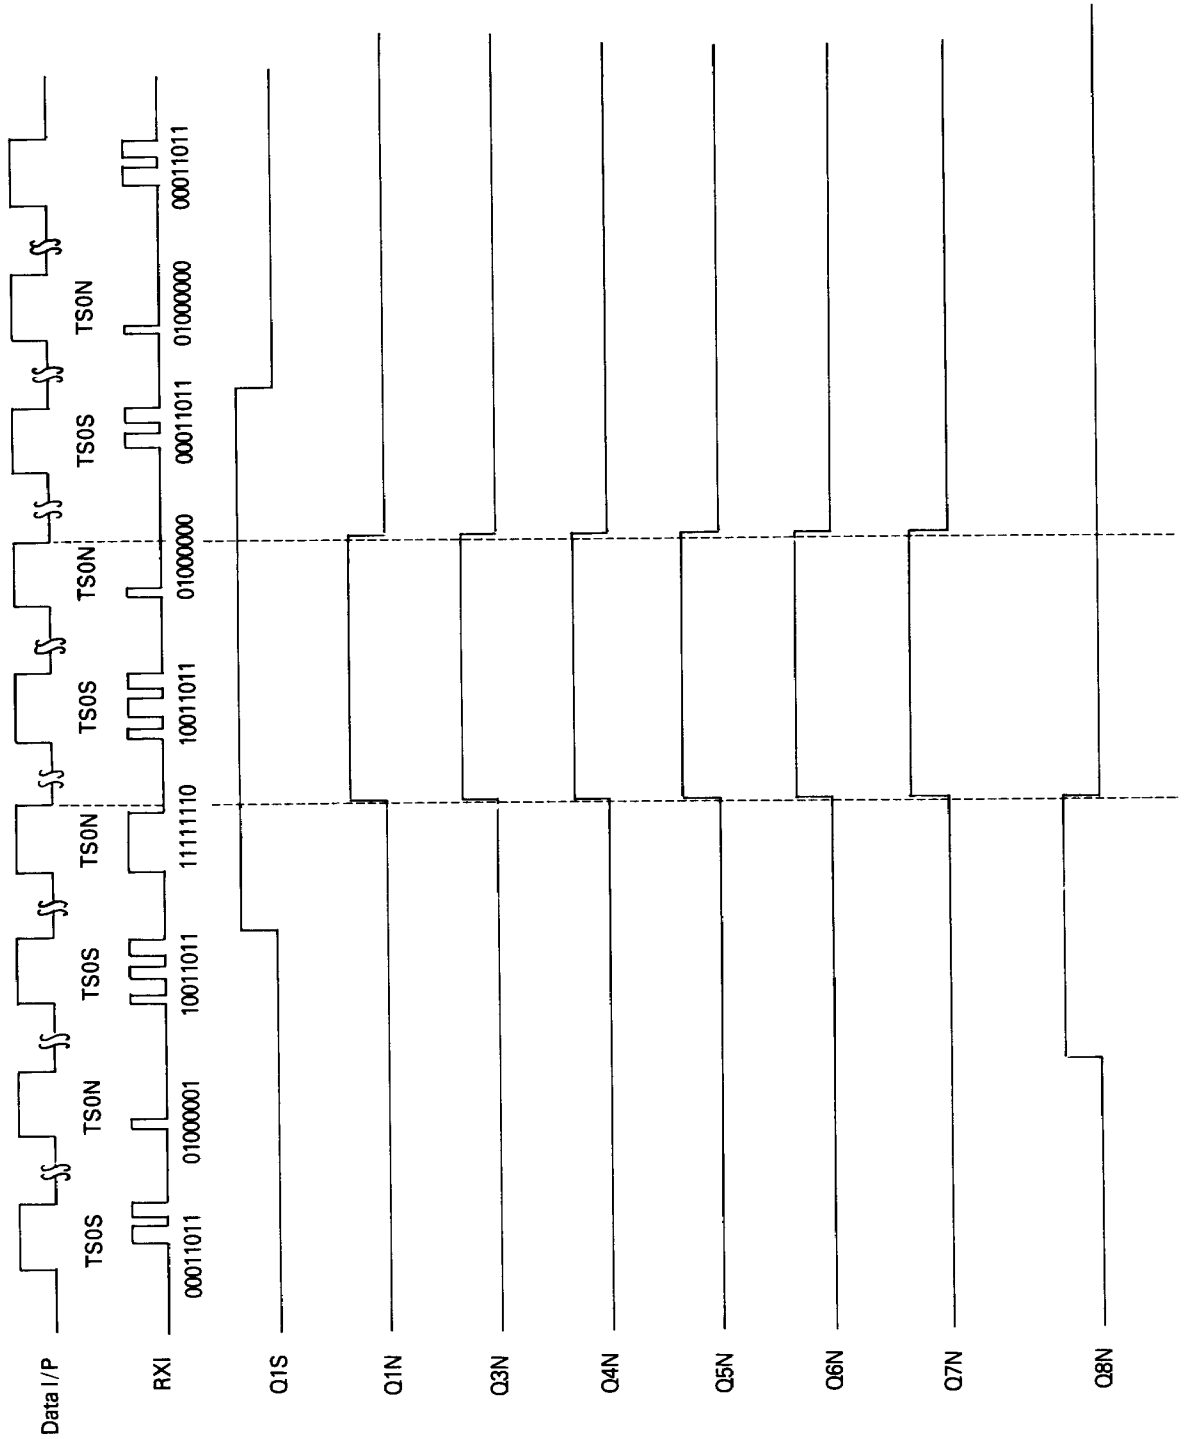 Data I/P
TS0S
TS0N
TS0S
TS0N
TS0S
TS0N
TS0S
TS0N
RXI
00011011
01000001
10011011
11111110
10011011
01000000
00011011
01000000
00011011
Q1S
Q1N
Q3N
Q4N
Q5N
Q6N
Q7N
Q8N